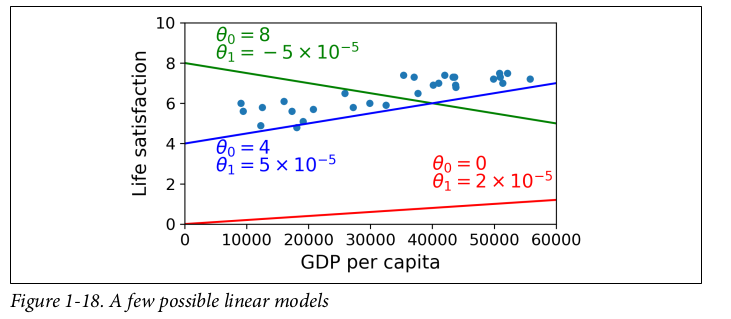 10
8
6
4
2
0
Life satisfaction
θ₀ = 8
θ₁ = −5 × 10⁻⁵
θ₀ = 4
θ₁ = 5 × 10⁻⁵
θ₀ = 0
θ₁ = 2 × 10⁻⁵
0 10000 20000 30000 40000 50000 60000
GDP per capita
Figure 1-18. A few possible linear models